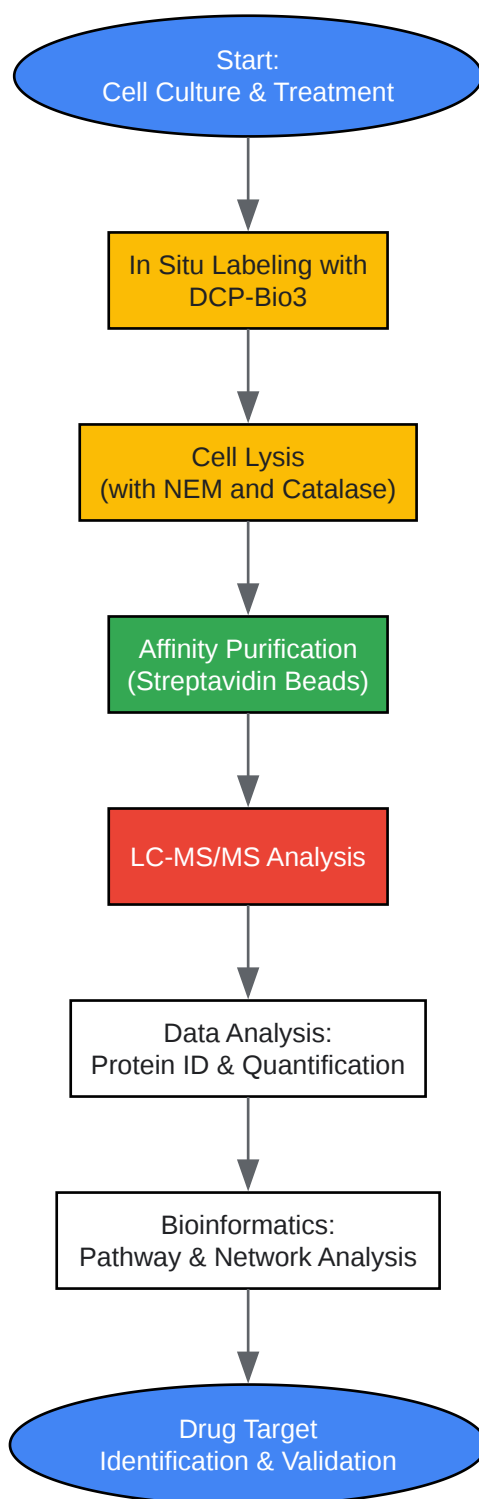 Start:
Cell Culture & Treatment
In Situ Labeling with
DCP-Bio3
Cell Lysis
(with NEM and Catalase)
Affinity Purification
(Streptavidin Beads)
LC-MS/MS Analysis
Data Analysis:
Protein ID & Quantification
Bioinformatics:
Pathway & Network Analysis
Drug Target
Identification & Validation